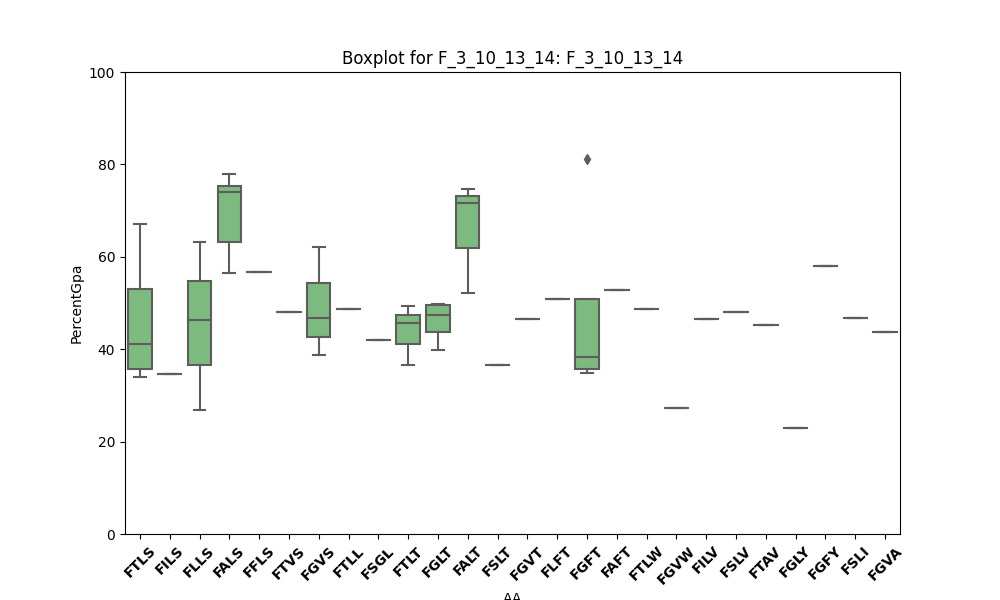 Boxplot for F_3_10_13_14: F_3_10_13_14
100
80
60
40
20
0
PercentGpa
FTLS FILS FLLS FALS FFLS FTVS FGVS FTLL FSGL FTLT FGLT FALT FSLT FGVT FLFT FGFT FAFT FTLW FGVW FILV FSLV FTAV FGLY FGFY FSLI FGVA
AA